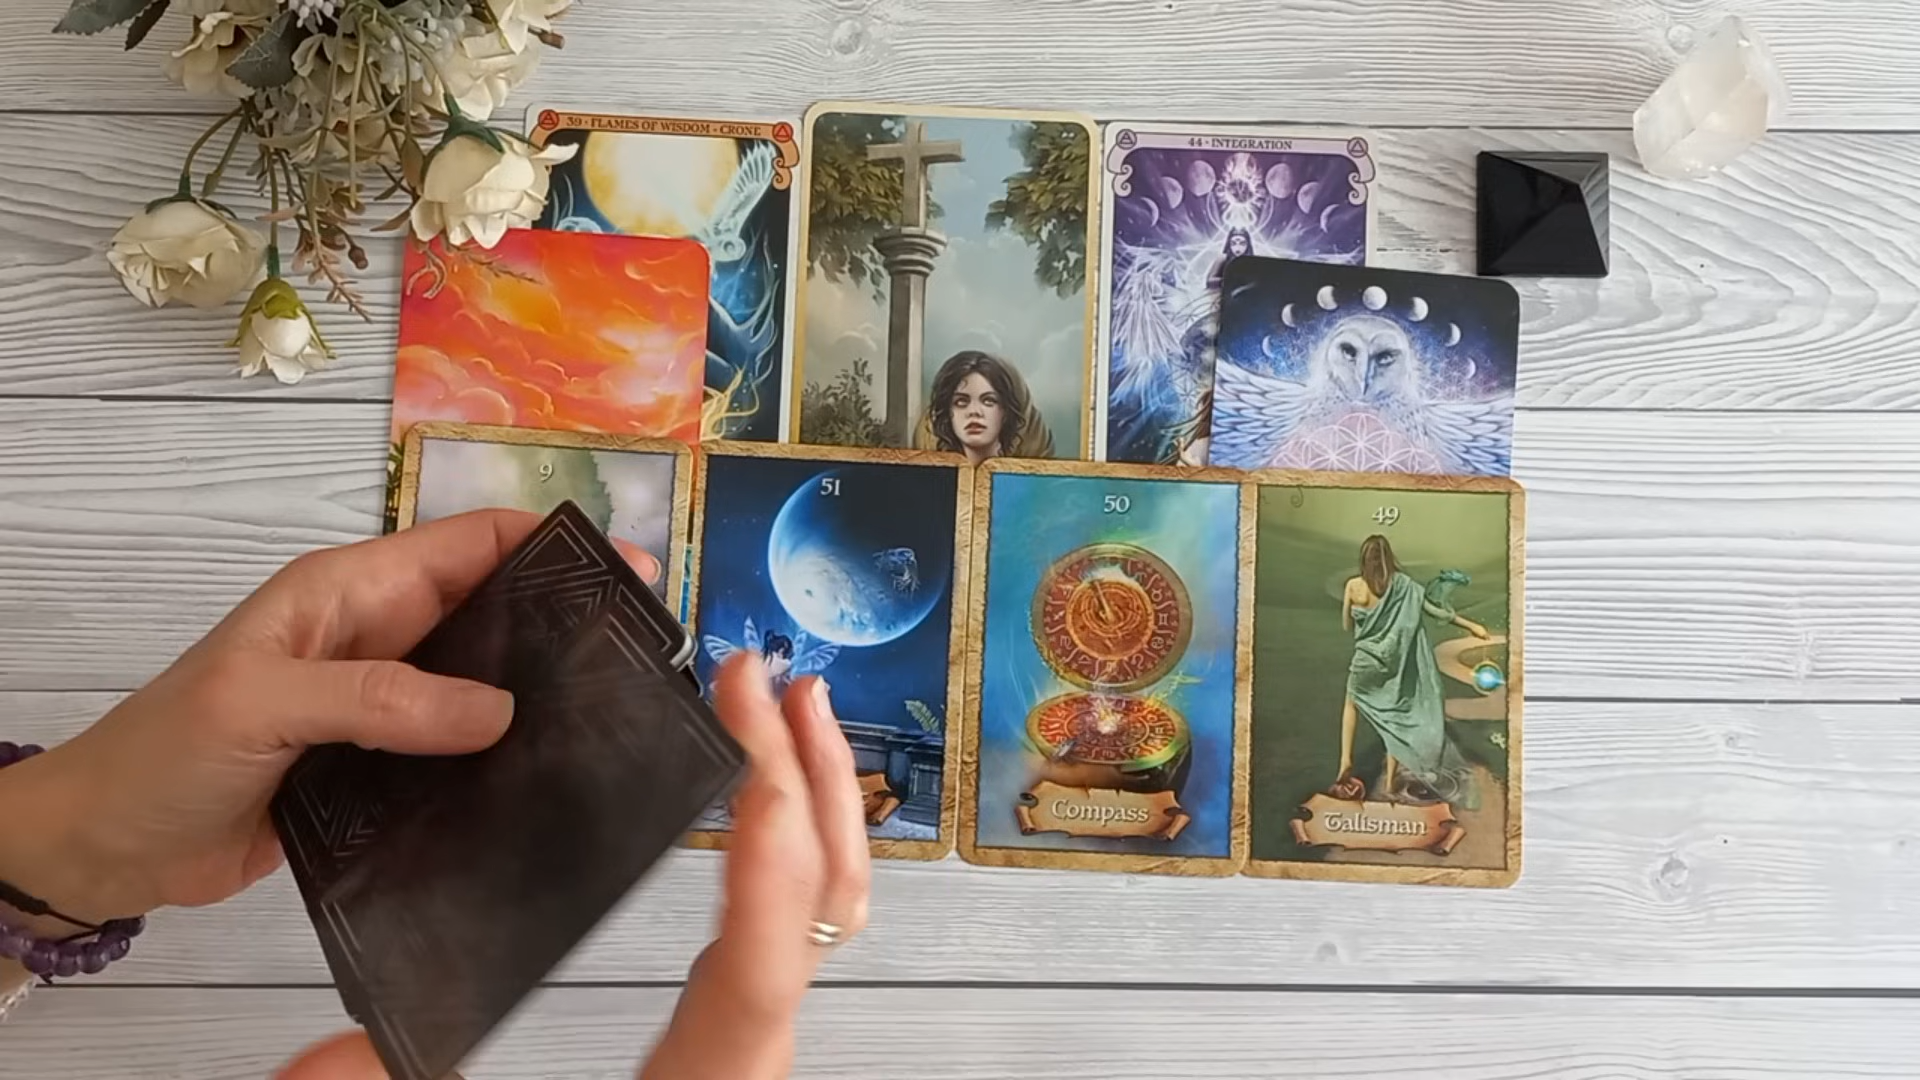 39 • FLAMES OF WISDOM • CRONE
44 • INTEGRATION
9
51
50
49
Compass
Talisman